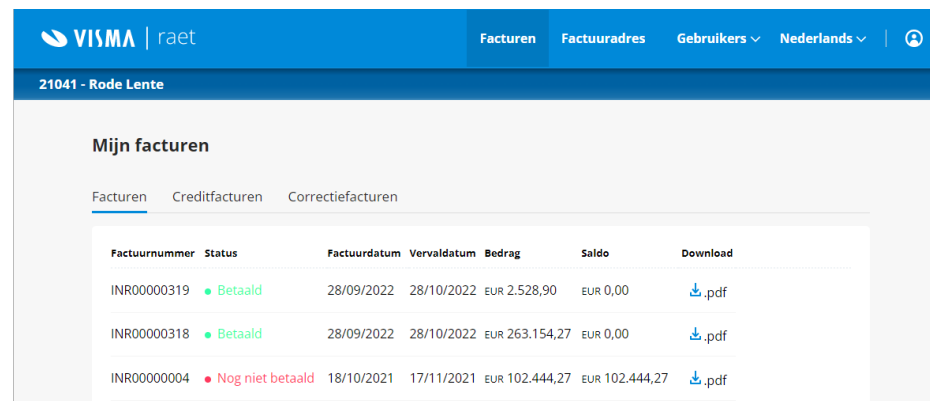 VISMA | raet Facturen Factuuradres Gebruikers Nederlands
21041 - Rode Lente
Mijn facturen
Facturen Creditfacturen Correctiefacturen
Factuurnummer Status Factuurdatum Vervaldatum Bedrag Saldo Download
INR00000319 Betaald 28/09/2022 28/10/2022 EUR 2.528,90 EUR 0,00 .pdf
INR00000318 Betaald 28/09/2022 28/10/2022 EUR 263.154,27 EUR 0,00 .pdf
INR00000004 Nog niet betaald 18/10/2021 17/11/2021 EUR 102.444,27 EUR 102.444,27 .pdf